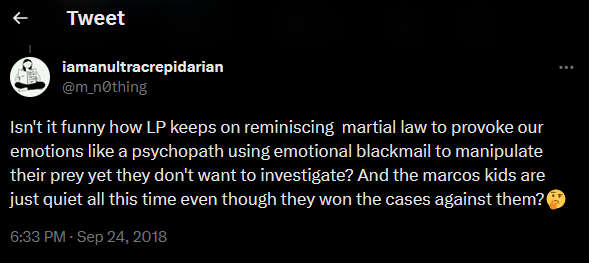 Tweet
iamanultracrepidarian
@m_n0thing
Isn't it funny how LP keeps on reminiscing  martial law to provoke our
emotions like a psychopath using emotional blackmail to manipulate
their prey yet they don't want to investigate? And the marcos kids are
just quiet all this time even though they won the cases against them?🤔
6:33 PM · Sep 24, 2018